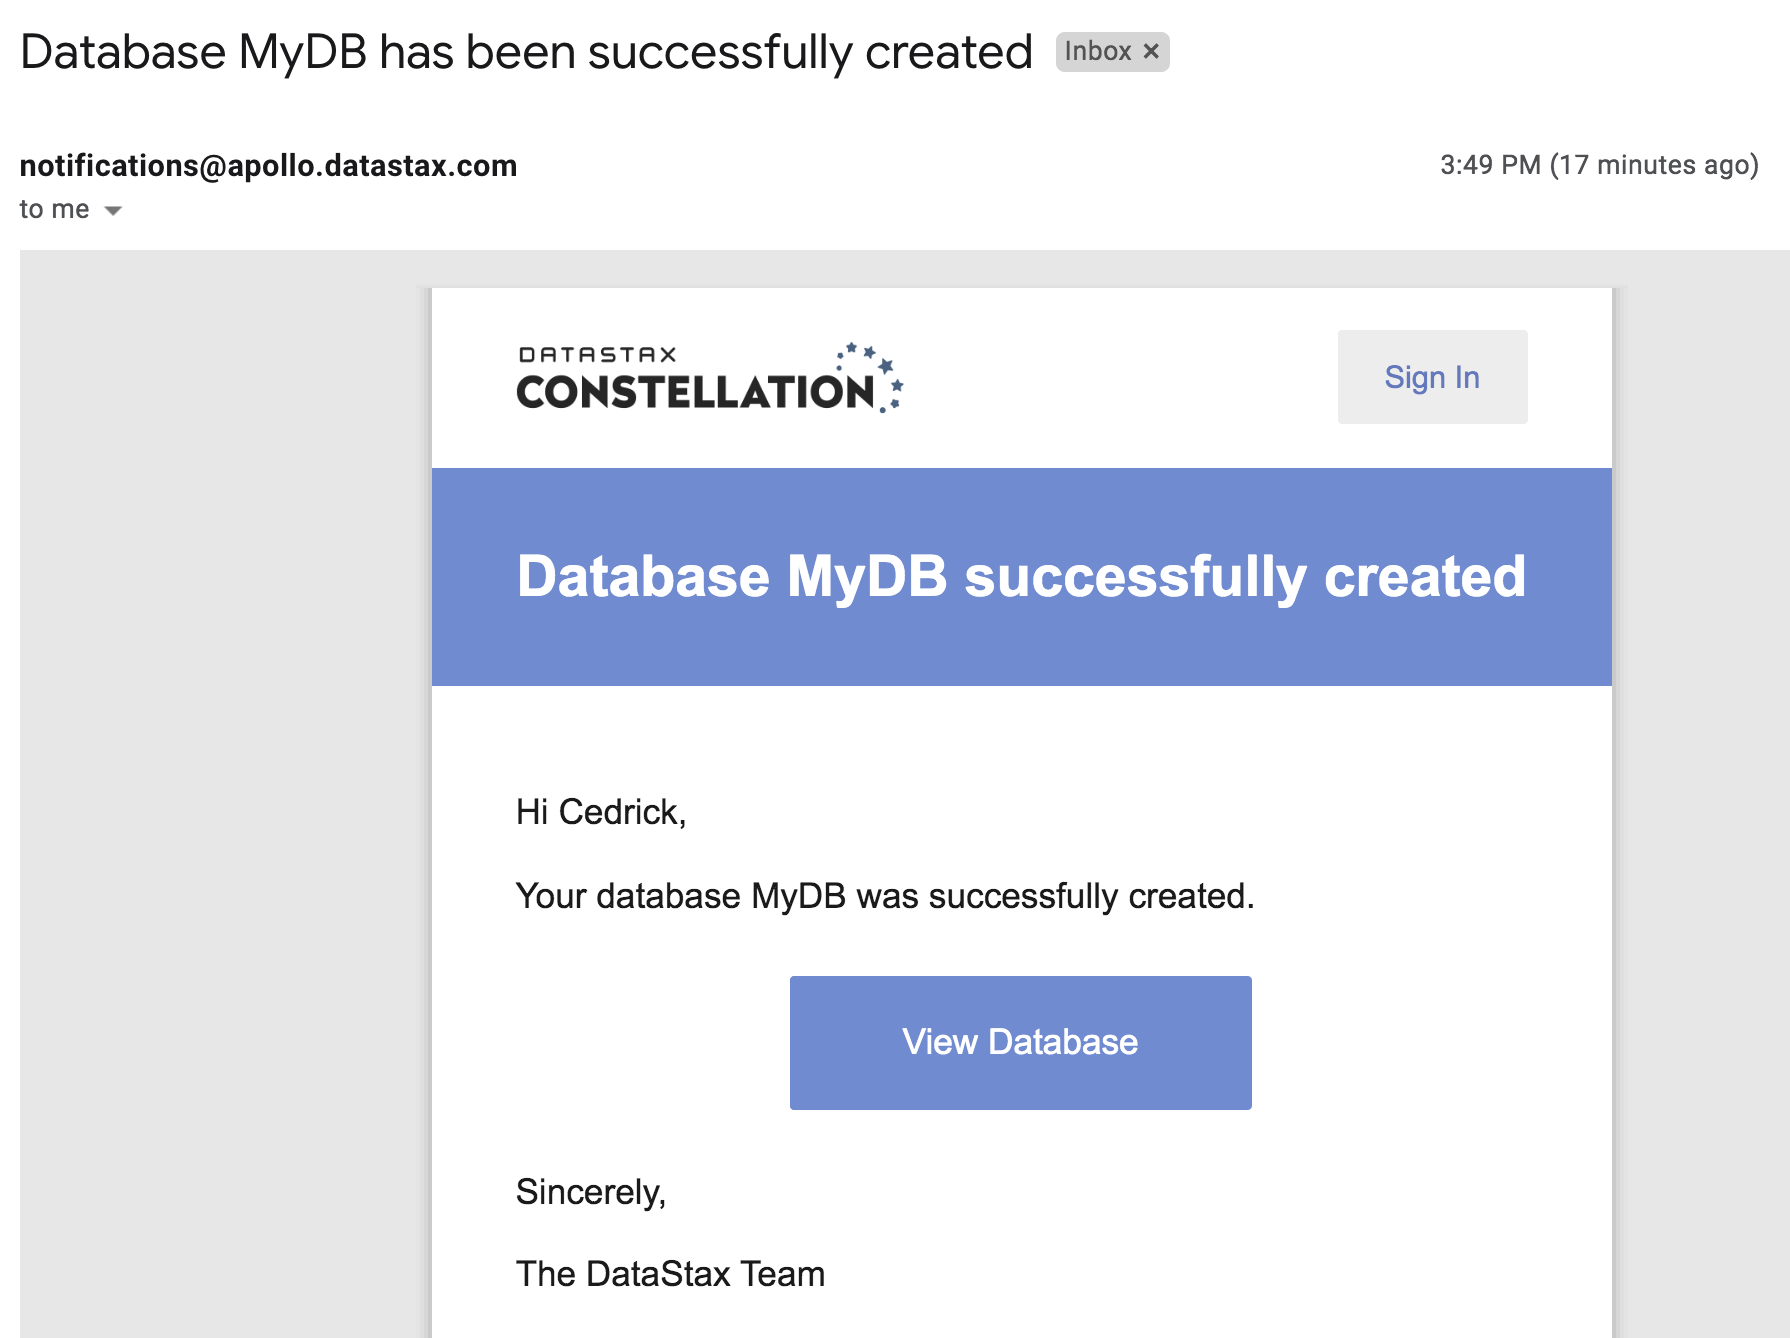 Database MyDB has been successfully created Inbox ×
notifications@apollo.datastax.com 3:49 PM (17 minutes ago)
to me
DATASTAX
CONSTELLATION
Sign In
Database MyDB successfully created
Hi Cedrick,
Your database MyDB was successfully created.
View Database
Sincerely,
The DataStax Team